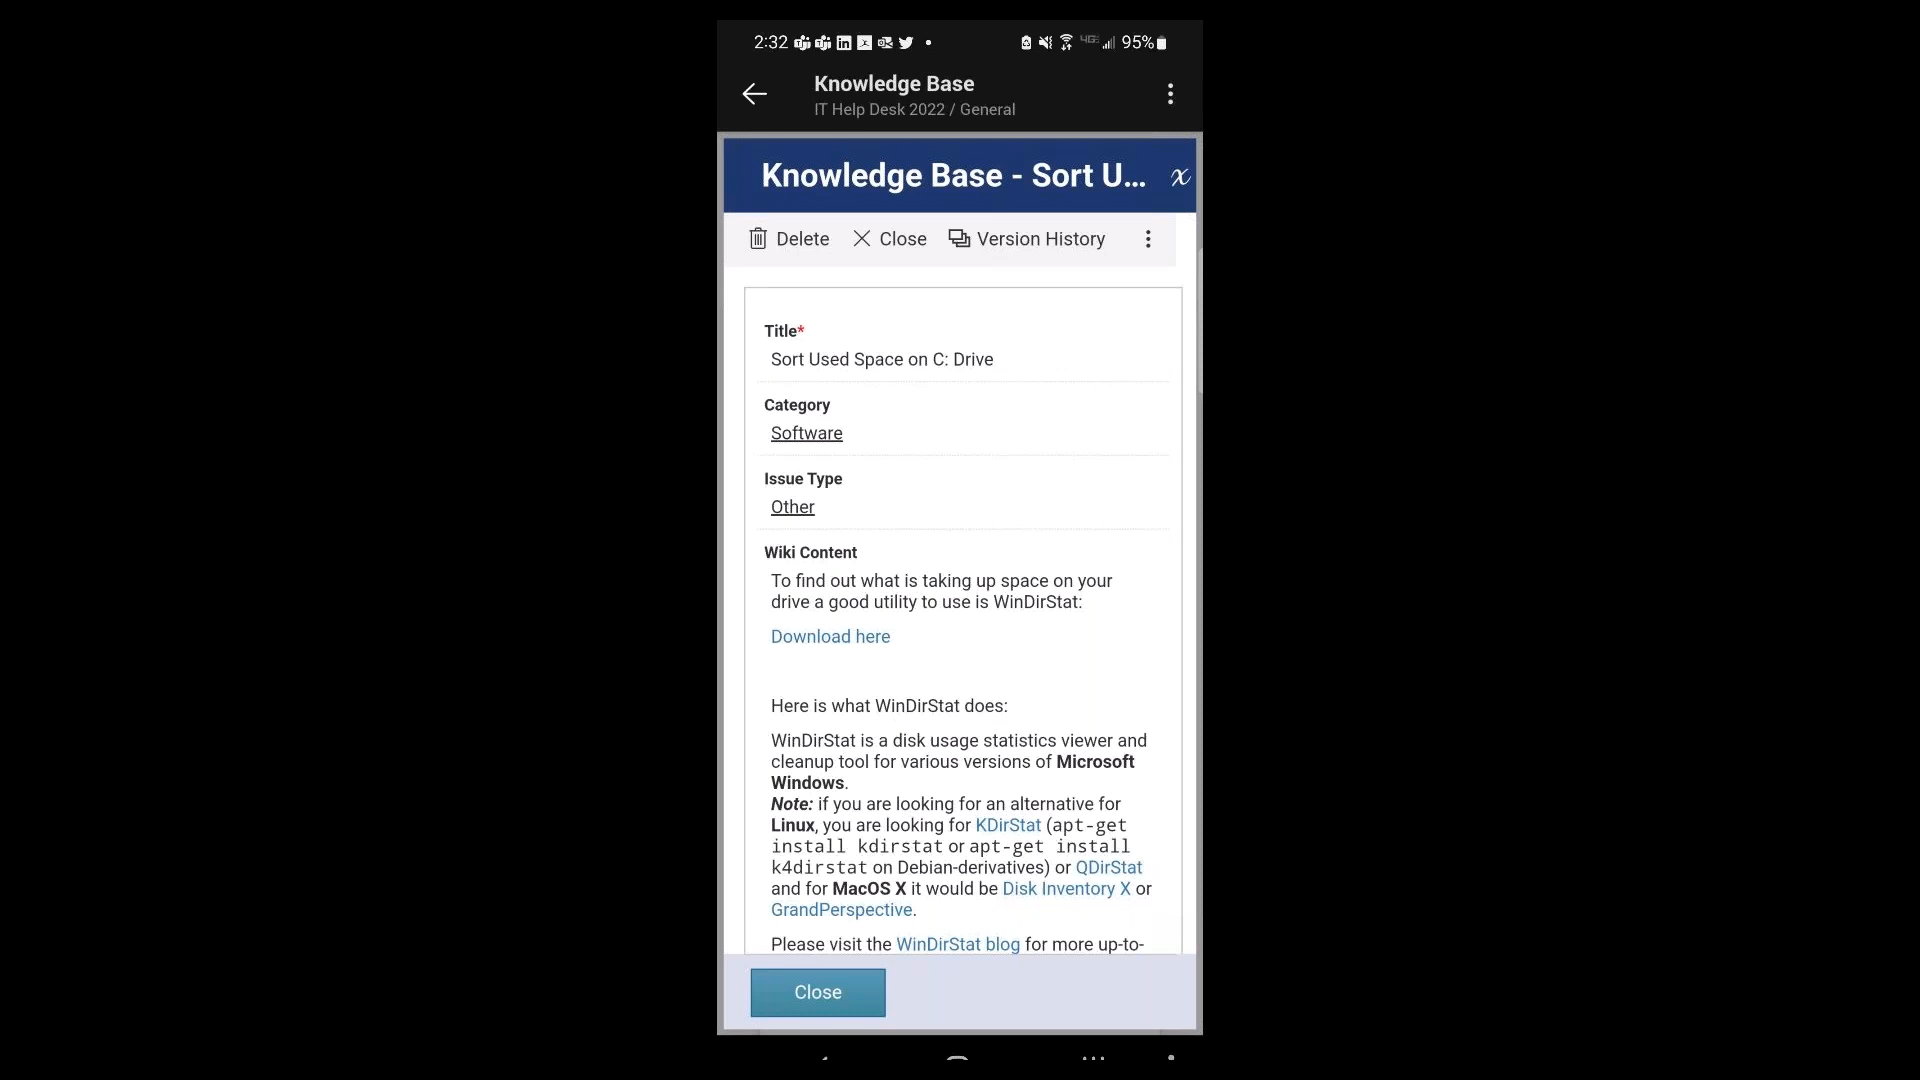 2:32 95%
Knowledge Base
IT Help Desk 2022 / General
Knowledge Base - Sort U... x
Delete Close Version History
Title*
Sort Used Space on C: Drive
Category
Software
Issue Type
Other
Wiki Content
To find out what is taking up space on your
drive a good utility to use is WinDirStat:
Download here
Here is what WinDirStat does:
WinDirStat is a disk usage statistics viewer and
cleanup tool for various versions of Microsoft
Windows.
Note: if you are looking for an alternative for
Linux, you are looking for KDirStat (apt-get
install kdirstat or apt-get install
k4dirstat on Debian-derivatives) or QDirStat
and for MacOS X it would be Disk Inventory X or
GrandPerspective.
Please visit the WinDirStat blog for more up-to-
Close